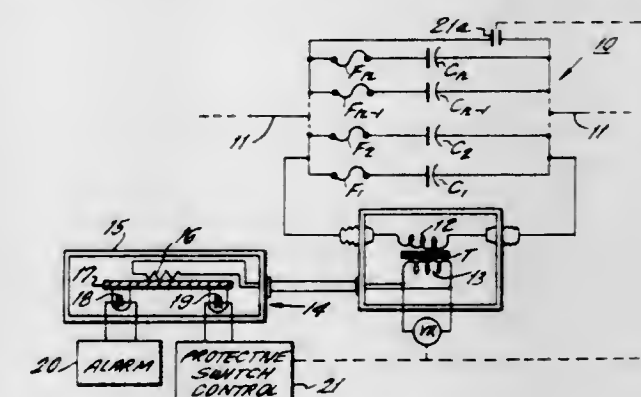 21a
10
Fn
Cn
Fn-1
Cn-1
11
11
F2
C2
F1
C1
15
16
12
T
13
17
18
19
14
VR
20
ALARM
PROTECTIVE
SWITCH
CONTROL
21